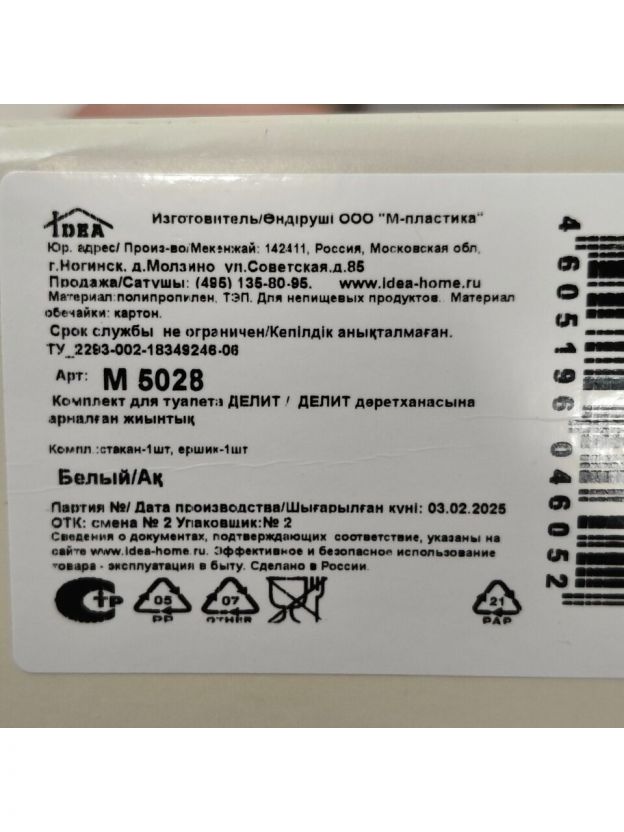 IDEA
Изготовитель/Өндіруші ООО "М-пластика"
Юр. адрес/ Произ-во/Мекенжай: 142411, Россия, Московская обл,
г.Ногинск. д.Молзино ул.Советская,д.85
Продажа/Сатушы: (495) 135-80-95. www.idea-home.ru
Материал:полипропилен, ТЭП. Для непищевых продуктов. Материал
обечайки: картон.
Срок службы не ограничен/Кепілдік анықталмаған.
ТУ_2293-002-18349246-06
Арт: М 5028
Комплект для туалета ДЕЛИТ / ДЕЛИТ дәретханасына
арналған жиынтық
Компл.:стакан-1шт, ершик-1шт
Белый/Ақ
Партия №/ Дата производства/Шығарылған күні: 03.02.2025
ОТК: смена № 2 Упаковщик:№ 2
Сведения о документах, подтверждающих соответствие, указаны на
сайте www.idea-home.ru. Эффективное и безопасное использование
товара - эксплуатация в быту. Сделано в России.
СТР
05
PP
07
OTHER
21
PAP
4605196046052